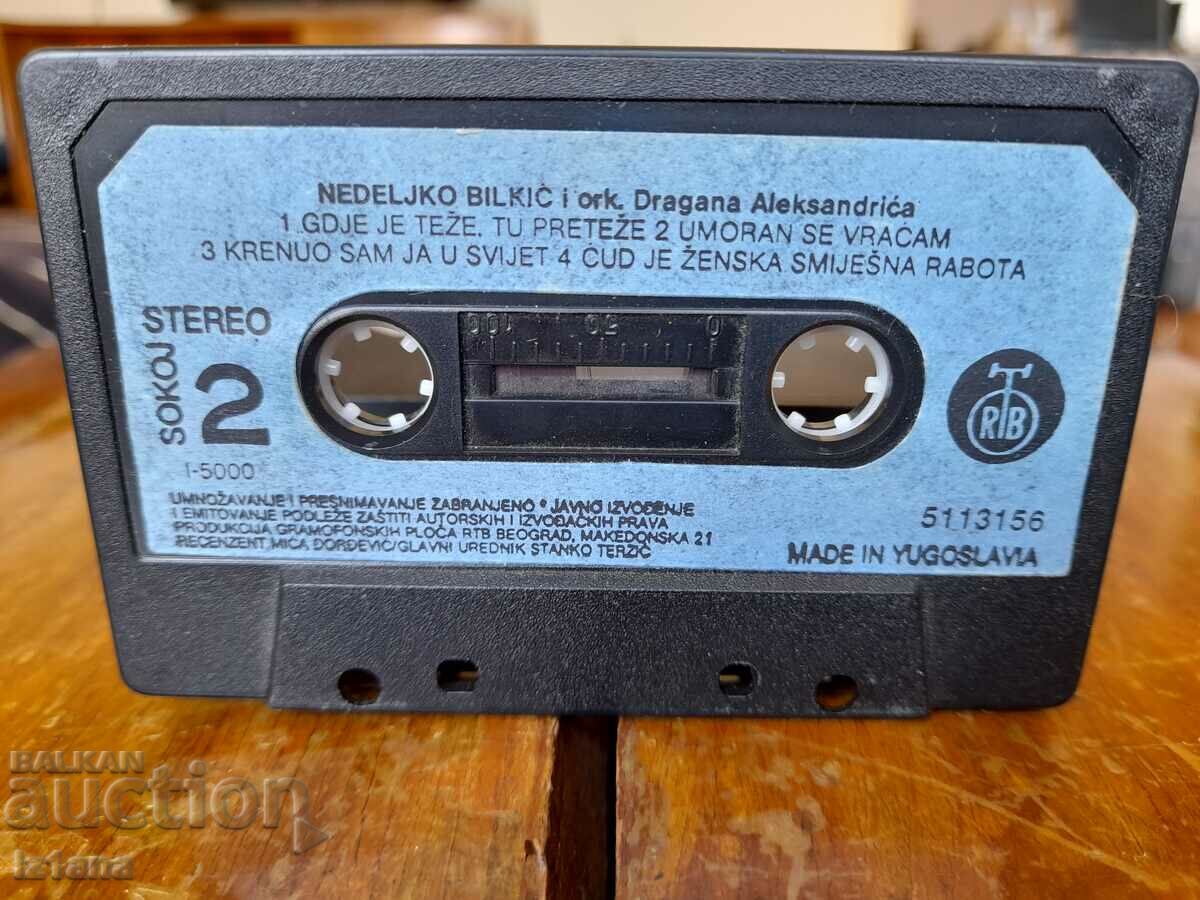 NEDELJKO BILKIĆ i ork. Dragana Aleksandrića
1 GDJE JE TEŽE, TU PRETEŽE 2 UMORAN SE VRAĆAM
3 KRENUO SAM JA U SVIJET 4 ĆUD JE ŽENSKA SMIJEŠNA RABOTA
STEREO
SOKOJ
2
100 50 0
RTB
I-5000
5113156
UMNOŽAVANJE I PRESNIMAVANJE ZABRANJENO * JAVNO IZVOĐENJE
I EMITOVANJE PODLEŽE ZAŠTITI AUTORSKIH I IZVOĐAČKIH PRAVA
PRODUKCIJA GRAMOFONSKIH PLOČA RTB BEOGRAD, MAKEDONSKA 21
RECENZENT MIĆA ĐORĐEVIĆ/GLAVNI UREDNIK STANKO TERZIĆ
MADE IN YUGOSLAVIA
BALKAN
auction
iz1ana